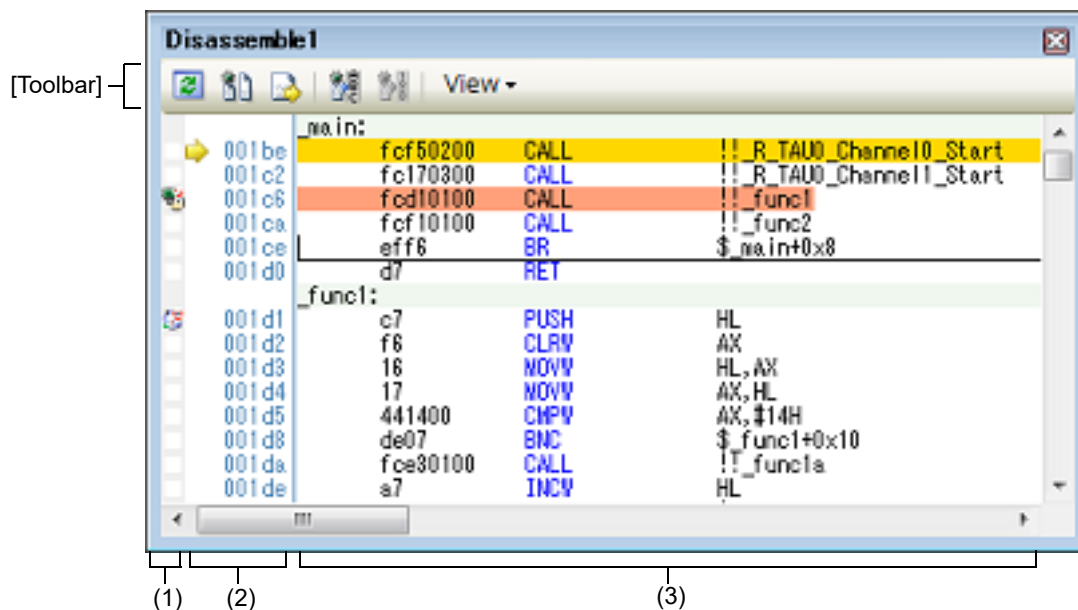 Disassemble1
[Toolbar]
View
_main:
001be fcf50200 CALL !!_R_TAU0_Channel0_Start
001c2 fc170300 CALL !!_R_TAU0_Channel1_Start
001c6 fcd10100 CALL !!_func1
001ca fcf10100 CALL !!_func2
001ce eff6 BR $_main+0x8
001d0 d7 RET
_func1:
001d1 c7 PUSH HL
001d2 f6 CLRW AX
001d3 16 MOVW HL,AX
001d4 17 MOVW AX,HL
001d5 441400 CMPW AX,#14H
001d8 de07 BNC $_func1+0x10
001da fce30100 CALL !!_func1a
001de a7 INCW HL
(1) (2) (3)